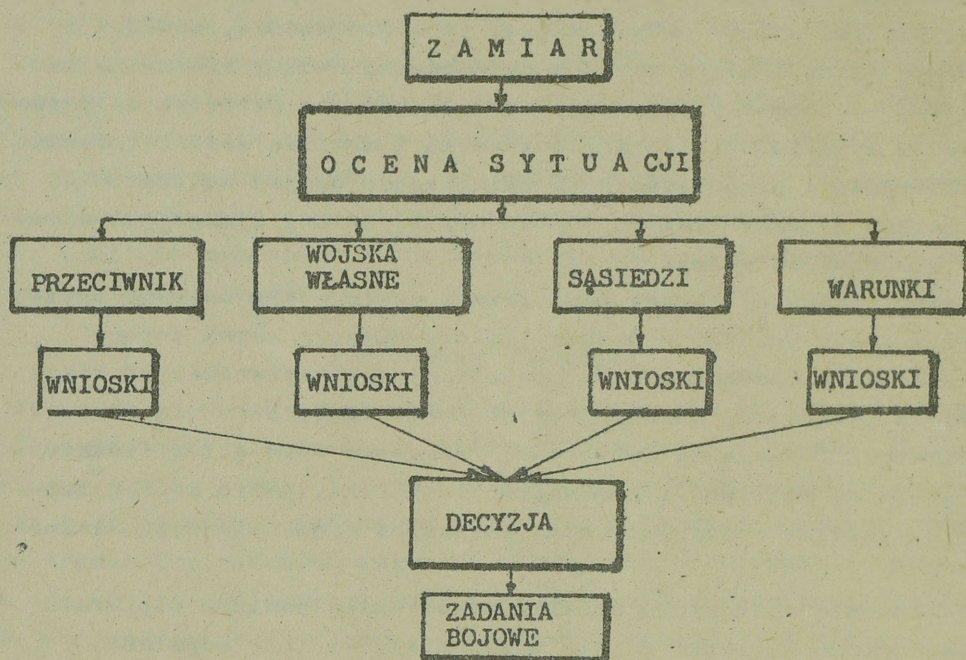 ZAMIAR
OCENA SYTUACJI
PRZECIWNIK
WOJSKA
WŁASNE
SĄSIEDZI
WARUNKI
WNIOSKI
WNIOSKI
WNIOSKI
WNIOSKI
DECYZJA
ZADANIA
BOJOWE